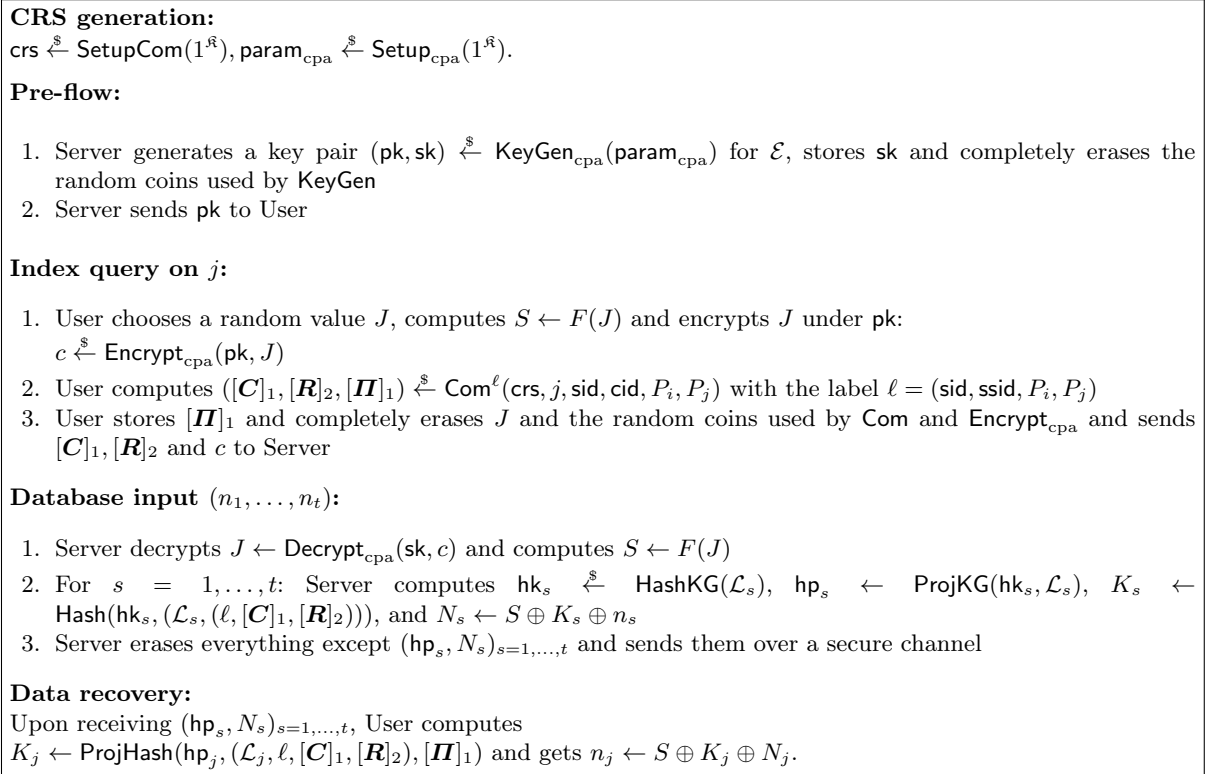 CRS generation:
crs ←$ SetupCom(1^𝔎), param_cpa ←$ Setup_cpa(1^𝔎).
Pre-flow:
1. Server generates a key pair (pk, sk) ←$ KeyGen_cpa(param_cpa) for ℰ, stores sk and completely erases the
random coins used by KeyGen
2. Server sends pk to User
Index query on j:
1. User chooses a random value J, computes S ← F(J) and encrypts J under pk:
c ←$ Encrypt_cpa(pk, J)
2. User computes ([C]_1, [R]_2, [Π]_1) ←$ Com^ℓ(crs, j, sid, cid, P_i, P_j) with the label ℓ = (sid, ssid, P_i, P_j)
3. User stores [Π]_1 and completely erases J and the random coins used by Com and Encrypt_cpa and sends
[C]_1, [R]_2 and c to Server
Database input (n_1, . . . , n_t):
1. Server decrypts J ← Decrypt_cpa(sk, c) and computes S ← F(J)
2. For s = 1, . . . , t: Server computes hk_s ←$ HashKG(ℒ_s), hp_s ← ProjKG(hk_s, ℒ_s), K_s ←
Hash(hk_s, (ℒ_s, (ℓ, [C]_1, [R]_2))), and N_s ← S ⊕ K_s ⊕ n_s
3. Server erases everything except (hp_s, N_s)_{s=1,...,t} and sends them over a secure channel
Data recovery:
Upon receiving (hp_s, N_s)_{s=1,...,t}, User computes
K_j ← ProjHash(hp_j, (ℒ_j, ℓ, [C]_1, [R]_2), [Π]_1) and gets n_j ← S ⊕ K_j ⊕ N_j.